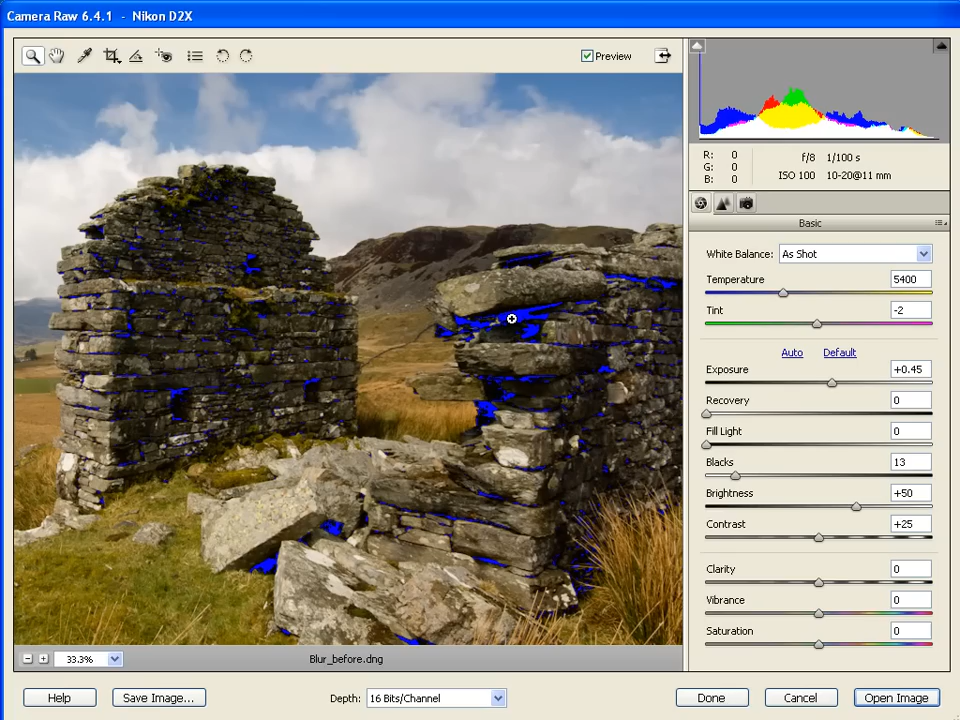 Camera Raw 6.4.1 - Nikon D2X
Preview
R: 0
G: 0
B: 0
f/8 1/100 s
ISO 100 10-20@11 mm
Basic
White Balance: As Shot
Temperature 5400
Tint -2
Auto Default
Exposure +0.45
Recovery 0
Fill Light 0
Blacks 13
Brightness +50
Contrast +25
Clarity 0
Vibrance 0
Saturation 0
33.3% Blur_before.dng
Help Save Image... Depth: 16 Bits/Channel Done Cancel Open Image